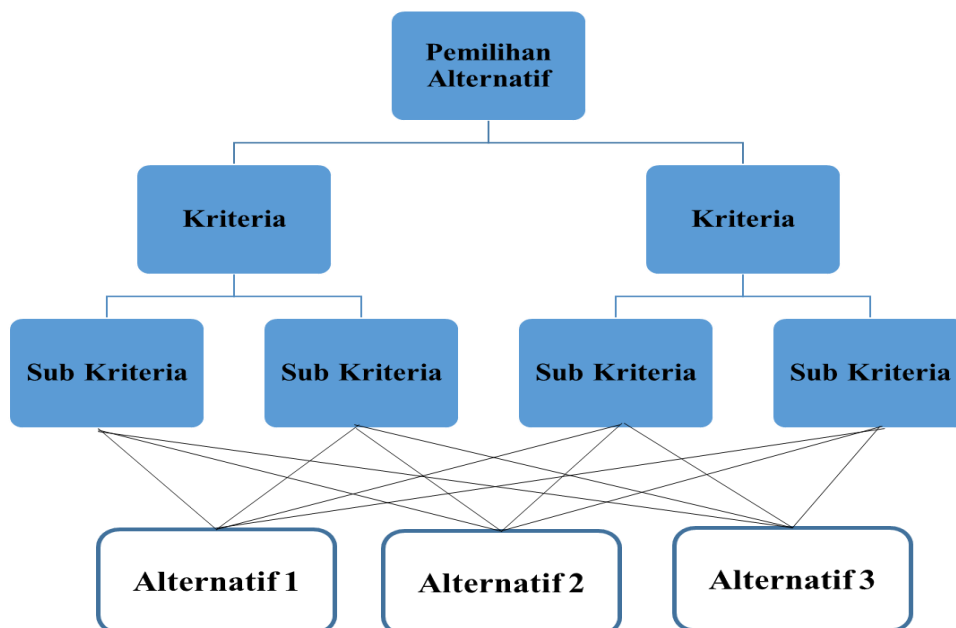 Pemilihan
Alternatif
Kriteria
Kriteria
Sub Kriteria
Sub Kriteria
Sub Kriteria
Sub Kriteria
Alternatif 1
Alternatif 2
Alternatif 3